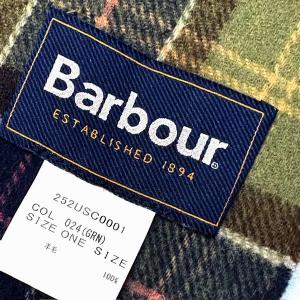 Barbour
ESTABLISHED 1894
252USC0001
COL 024(GRN)
SIZE ONE SIZE
羊毛 100%